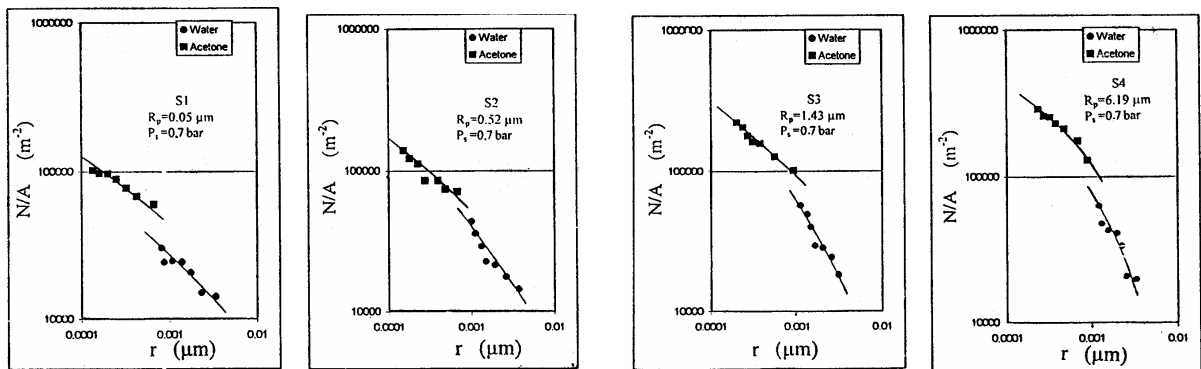 1000000
Water
Acetone
S1
R_p=0.05 µm
P_s=0,7 bar
N/A (m⁻²)
100000
10000
0.0001
0.001
0.01
r (µm)
1000000
Water
Acetone
S2
R_p=0.52 µm
P_s=0.7 bar
N/A (m⁻²)
100000
10000
0.0001
0.001
0.01
r (µm)
1000000
Water
Acetone
S3
R_p=1.43 µm
P_s=0.7 bar
N/A (m⁻²)
100000
10000
0.0001
0.001
0.01
r (µm)
1000000
Water
Acetone
S4
R_p=6.19 µm
P_s=0.7 bar
N/A (m⁻²)
100000
10000
0.0001
0.001
0.01
r (µm)